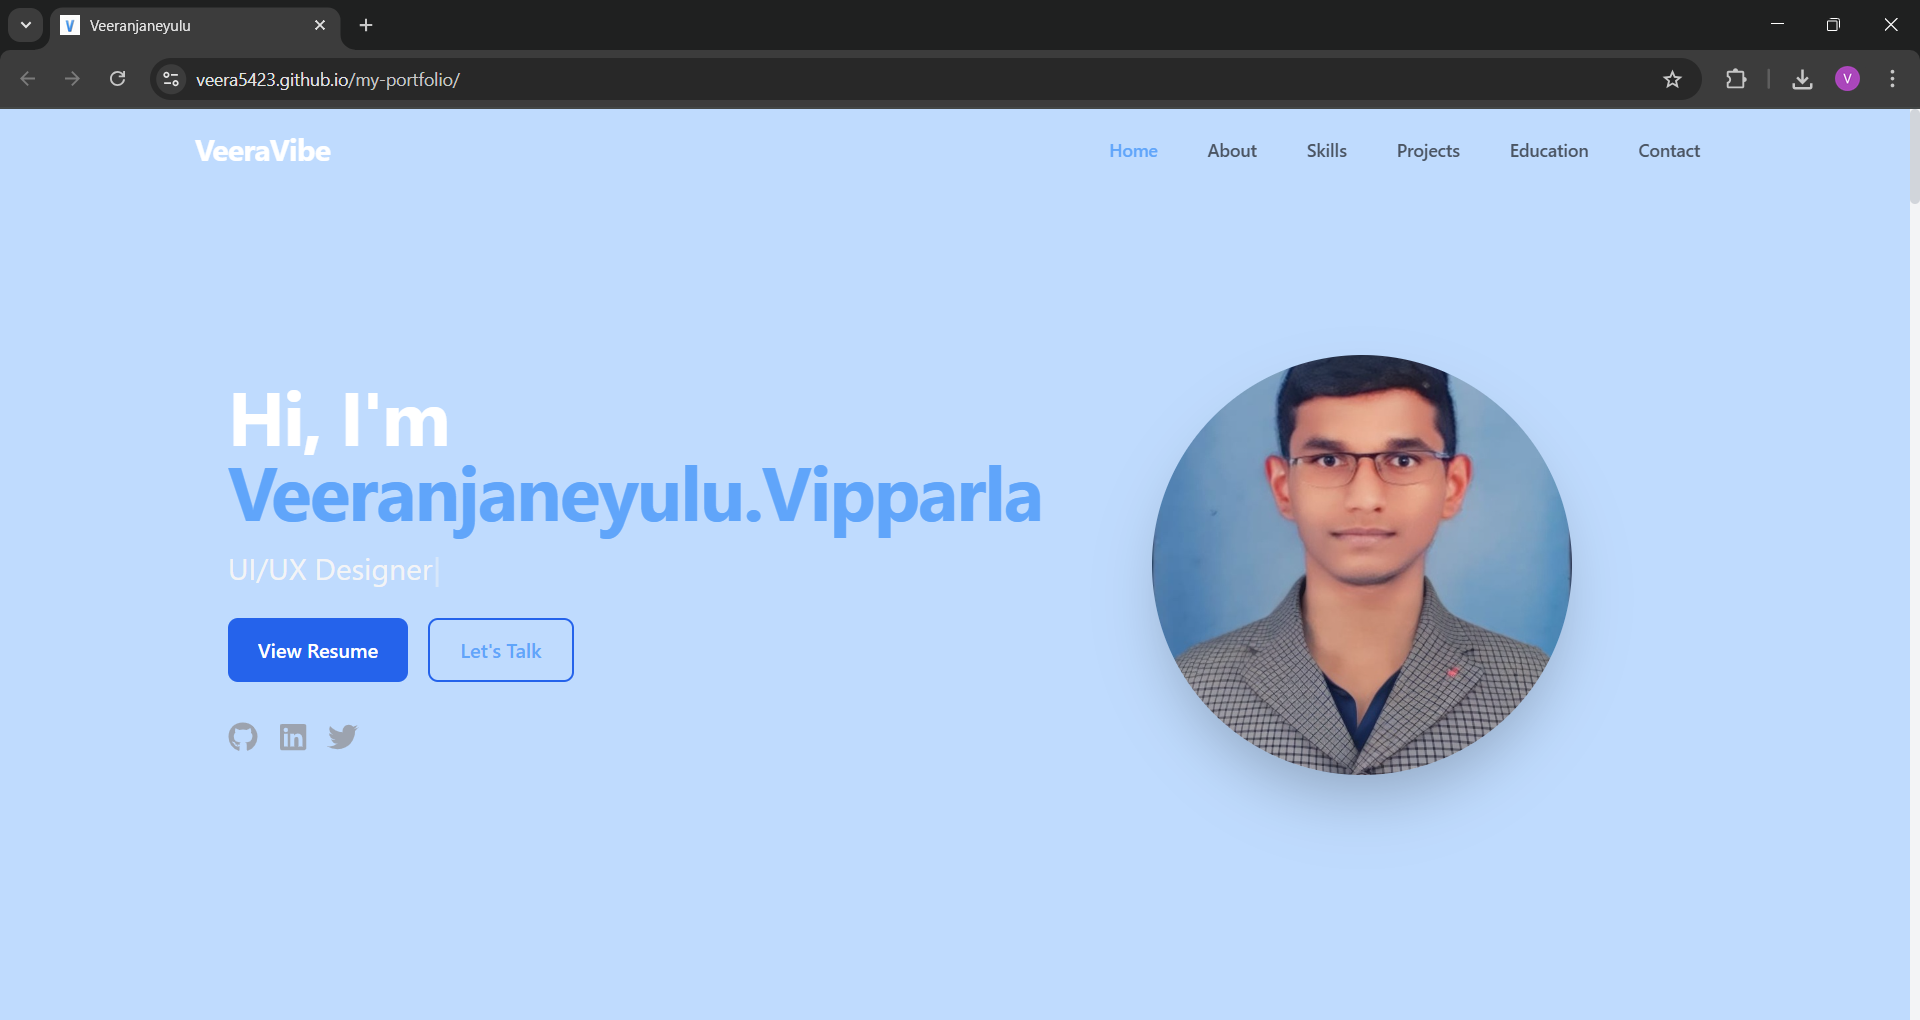 Veeranjaneyulu
veera5423.github.io/my-portfolio/
V
VeeraVibe
Home About Skills Projects Education Contact
Hi, I'm
Veeranjaneyulu.Vipparla
UI/UX Designer
View Resume Let's Talk
in